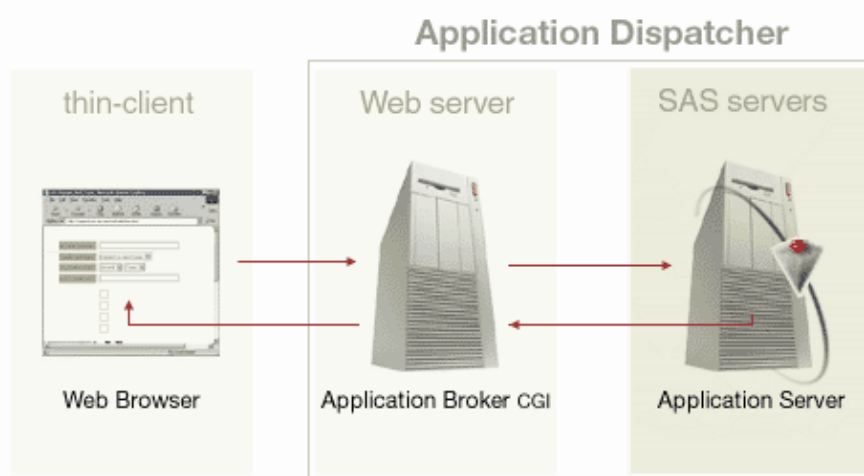 Application Dispatcher
thin-client
Web server
SAS servers
Web Browser
Application Broker CGI
Application Server